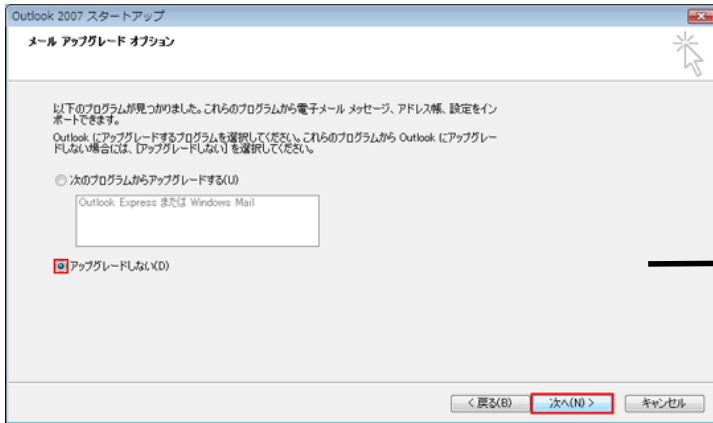 Outlook 2007 スタートアップ
メール アップグレード オプション
以下のプログラムが見つかりました。これらのプログラムから電子メール メッセージ、アドレス帳、設定をイン
ポートできます。
Outlook にアップグレードするプログラムを選択してください。これらのプログラムから Outlook にアップグレー
ドしない場合には、[アップグレードしない] を選択してください。
次のプログラムからアップグレードする(U)
Outlook Express または Windows Mail
アップグレードしない(D)
< 戻る(B) 次へ(N) > キャンセル